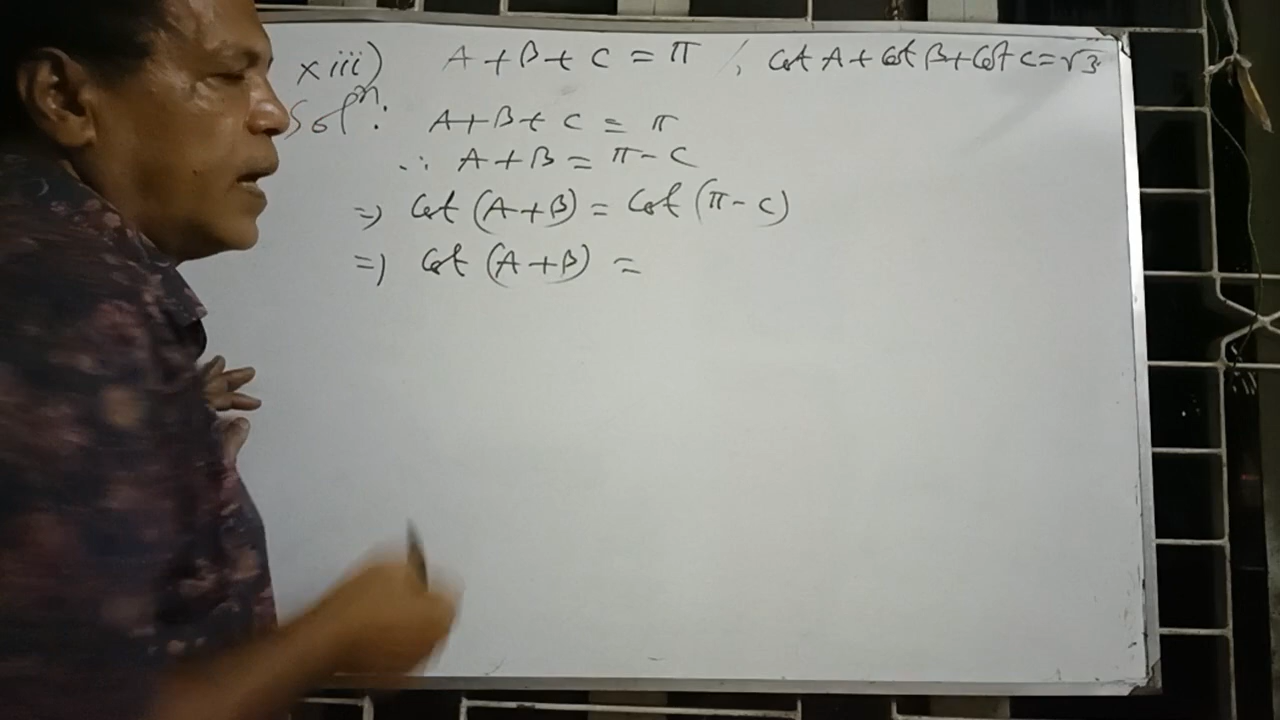 xiii) A+B+C=π, Cot A+Cot B+Cot C=√3
Solⁿ: A+B+C=π
∴ A+B=π-C
⇒ Cot (A+B)=Cot (π-C)
⇒ Cot (A+B)=